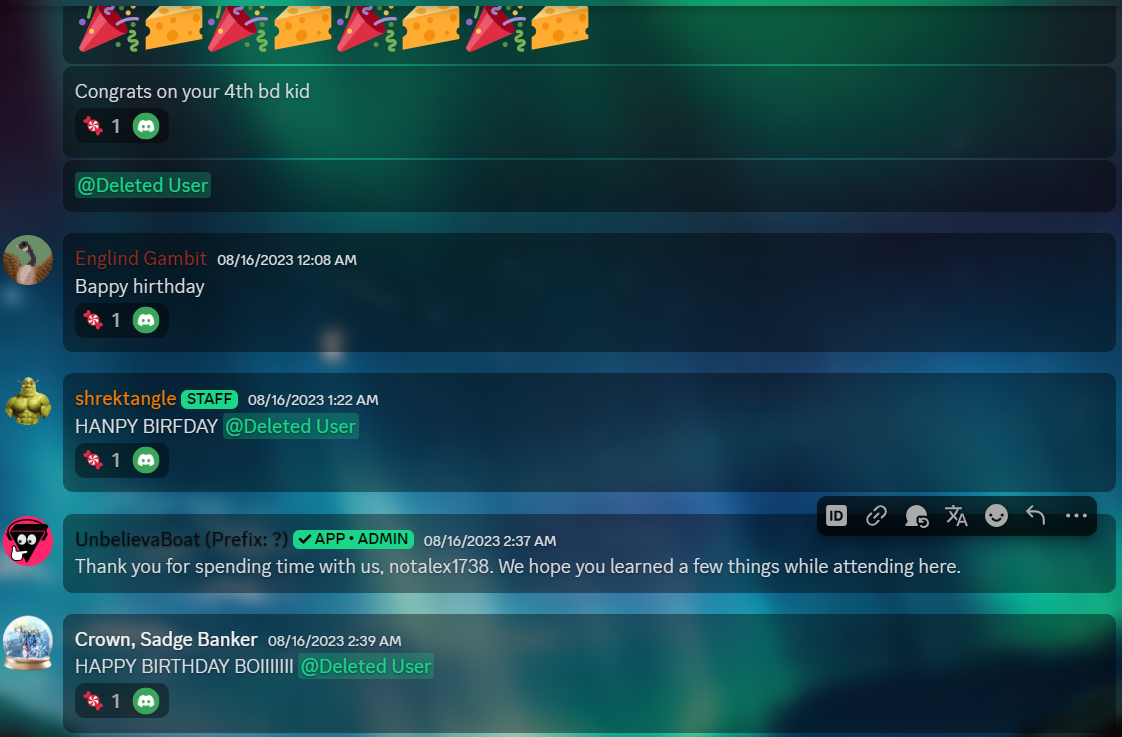 Congrats on your 4th bd kid
1
@Deleted User
Englind Gambit 08/16/2023 12:08 AM
Bappy hirthday
1
shrektangle STAFF 08/16/2023 1:22 AM
HANPY BIRFDAY @Deleted User
1
ID
UnbelievaBoat (Prefix: ?) ✓ APP • ADMIN 08/16/2023 2:37 AM
Thank you for spending time with us, notalex1738. We hope you learned a few things while attending here.
Crown, Sadge Banker 08/16/2023 2:39 AM
HAPPY BIRTHDAY BOIIIIIII @Deleted User
1